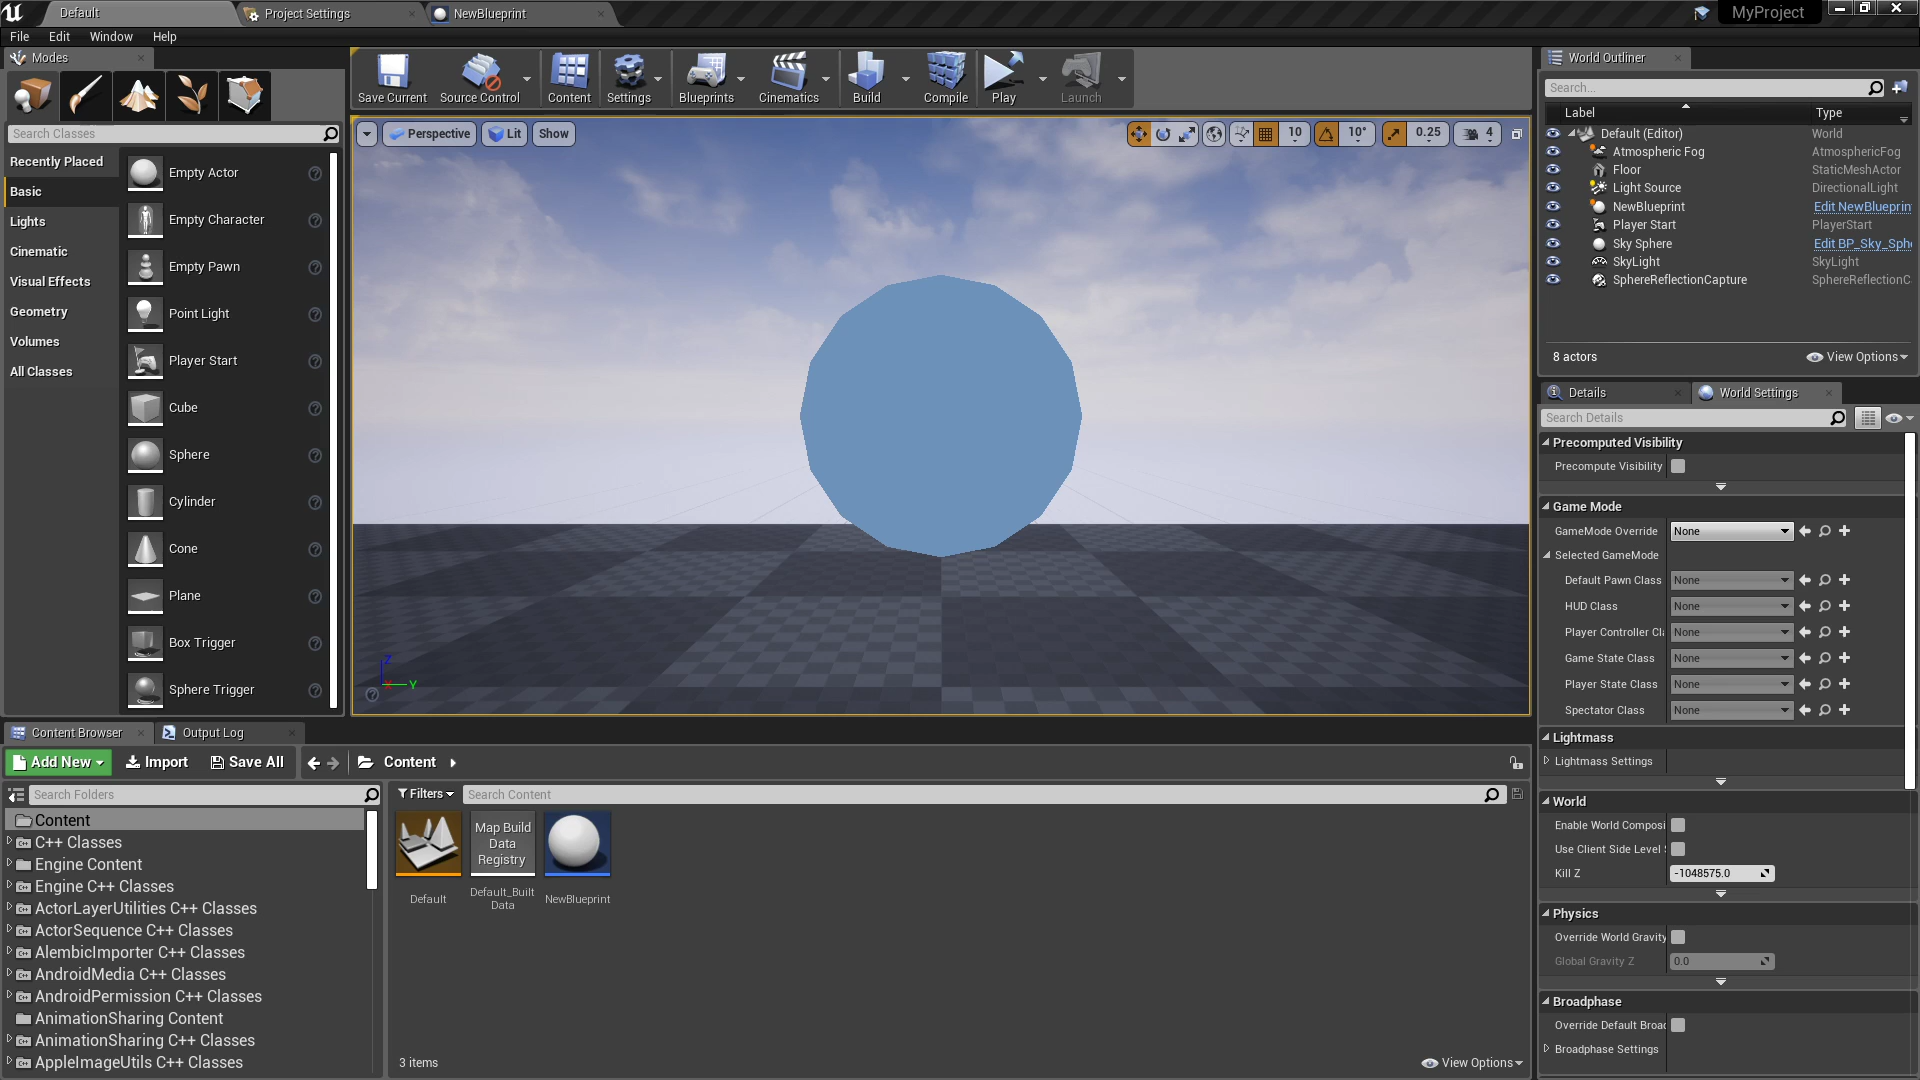 Default
Project Settings
NewBlueprint
MyProject
File
Edit
Window
Help
Modes
Search Classes
Recently Placed
Basic
Lights
Cinematic
Visual Effects
Geometry
Volumes
All Classes
Empty Actor
Empty Character
Empty Pawn
Point Light
Player Start
Cube
Sphere
Cylinder
Cone
Plane
Box Trigger
Sphere Trigger
Save Current
Source Control
Content
Settings
Blueprints
Cinematics
Build
Compile
Play
Launch
Perspective
Lit
Show
10
10°
0.25
4
Z
X
Y
World Outliner
Search...
Label
Type
Default (Editor)
World
Atmospheric Fog
AtmosphericFog
Floor
StaticMeshActor
Light Source
DirectionalLight
NewBlueprint
Edit NewBlueprin
Player Start
PlayerStart
Sky Sphere
Edit BP_Sky_Sph
SkyLight
SkyLight
SphereReflectionCapture
SphereReflectionC
8 actors
View Options
Details
World Settings
Search Details
Precomputed Visibility
Precompute Visibility
Game Mode
GameMode Override
None
Selected GameMode
Default Pawn Class
None
HUD Class
None
Player Controller Cl
None
Game State Class
None
Player State Class
None
Spectator Class
None
Lightmass
Lightmass Settings
World
Enable World Composi
Use Client Side Level
Kill Z
-1048575.0
Physics
Override World Gravity
Global Gravity Z
0.0
Broadphase
Override Default Broad
Broadphase Settings
Content Browser
Output Log
Add New
Import
Save All
Content
Search Folders
Content
C++ Classes
Engine Content
Engine C++ Classes
ActorLayerUtilities C++ Classes
ActorSequence C++ Classes
AlembicImporter C++ Classes
AndroidMedia C++ Classes
AndroidPermission C++ Classes
AnimationSharing Content
AnimationSharing C++ Classes
AppleImageUtils C++ Classes
Filters
Search Content
Map Build
Data
Registry
Default
Default_Built
Data
NewBlueprint
3 items
View Options